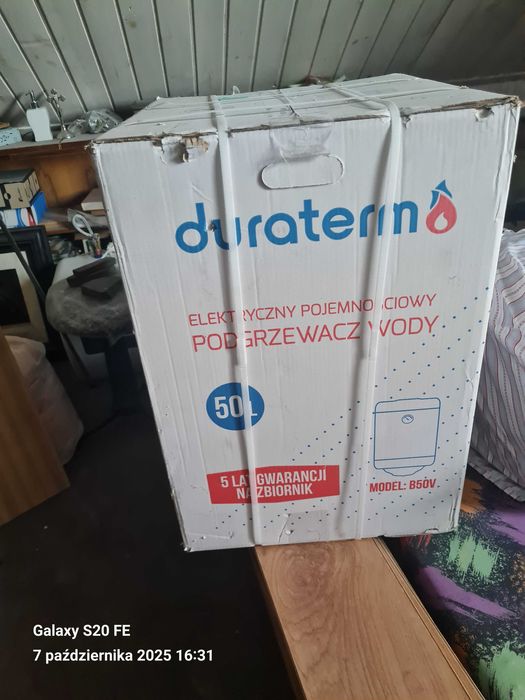 duraterm
ELEKTRYCZNY POJEMNOŚCIOWY
PODGRZEWACZ WODY
50L
5 LAT GWARANCJI
NA ZBIORNIK
MODEL: B50V
Galaxy S20 FE
7 października 2025 16:31